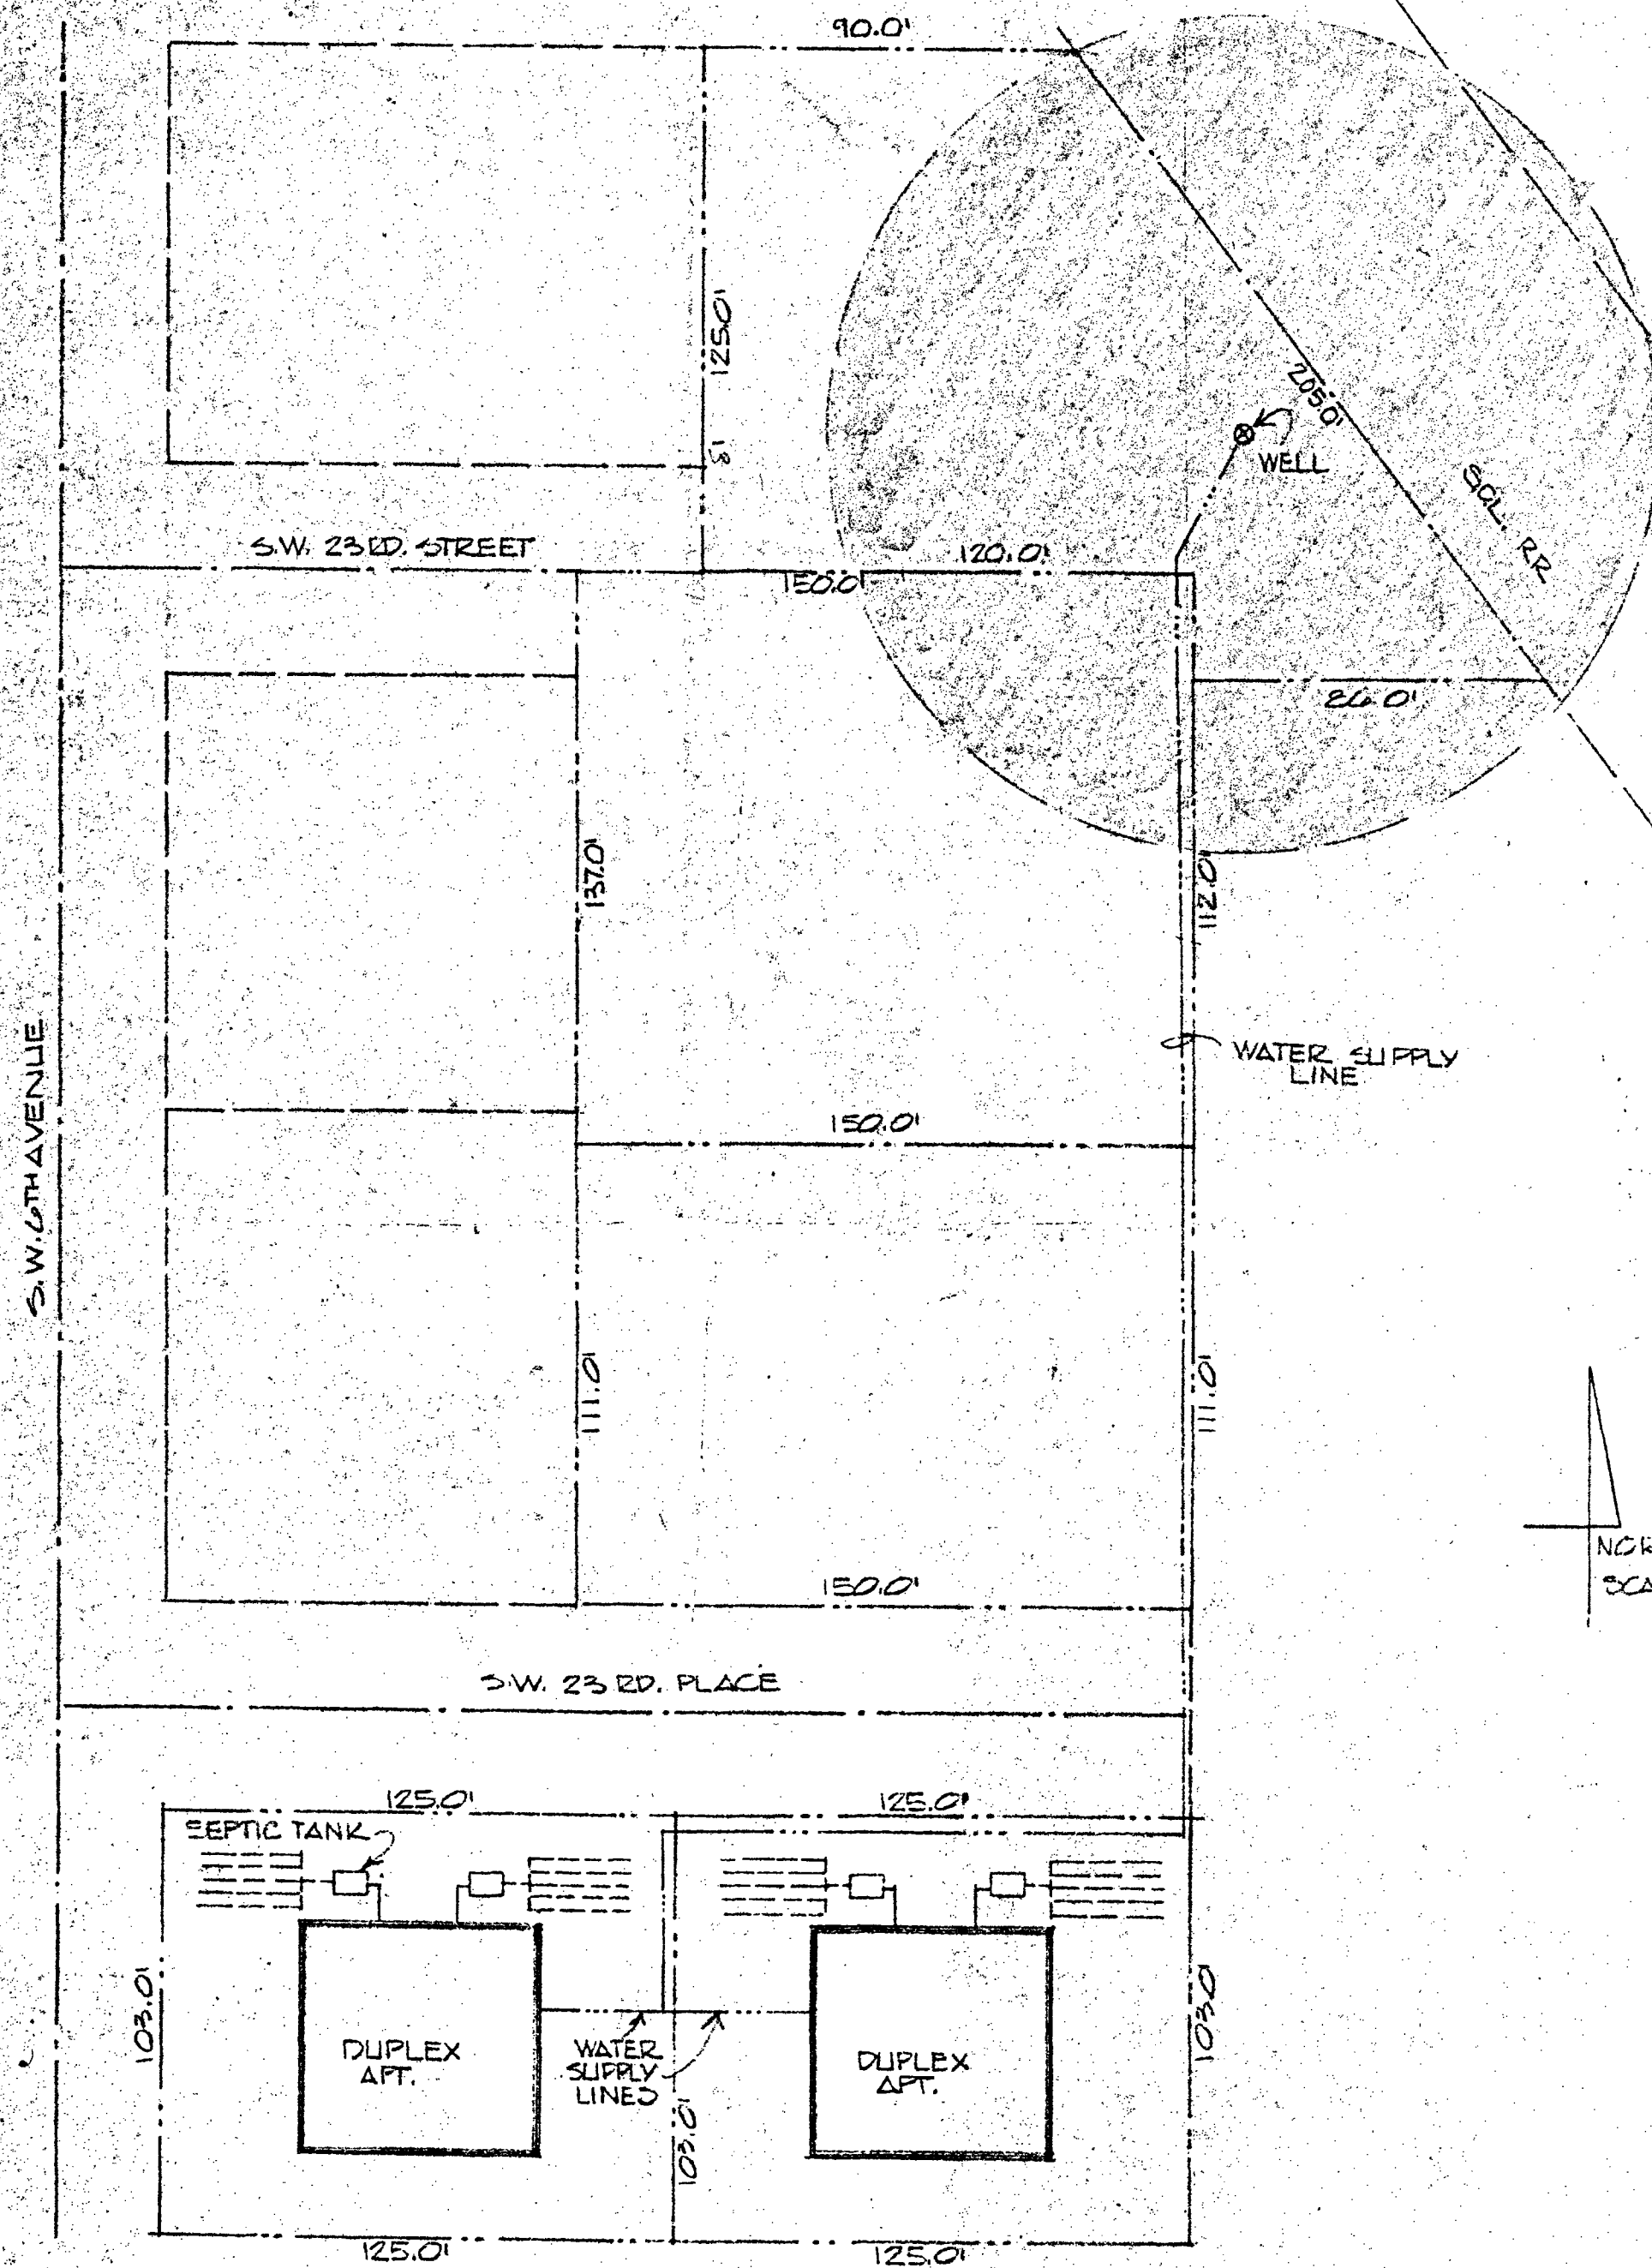 90.0'
125.0'
205.0'
WELL
S.C.L. RR
S.W. 23RD. STREET
120.0'
150.0'
26.0'
137.0'
112.0'
S.W. 6TH AVENUE
WATER SUPPLY
LINE
150.0'
111.0'
111.0'
150.0'
S.W. 23 RD. PLACE
125.0'
125.0'
SEPTIC TANK
103.0'
DUPLEX
APT.
WATER
SUPPLY
LINES
103.0'
DUPLEX
APT.
103.0'
125.0'
125.0'